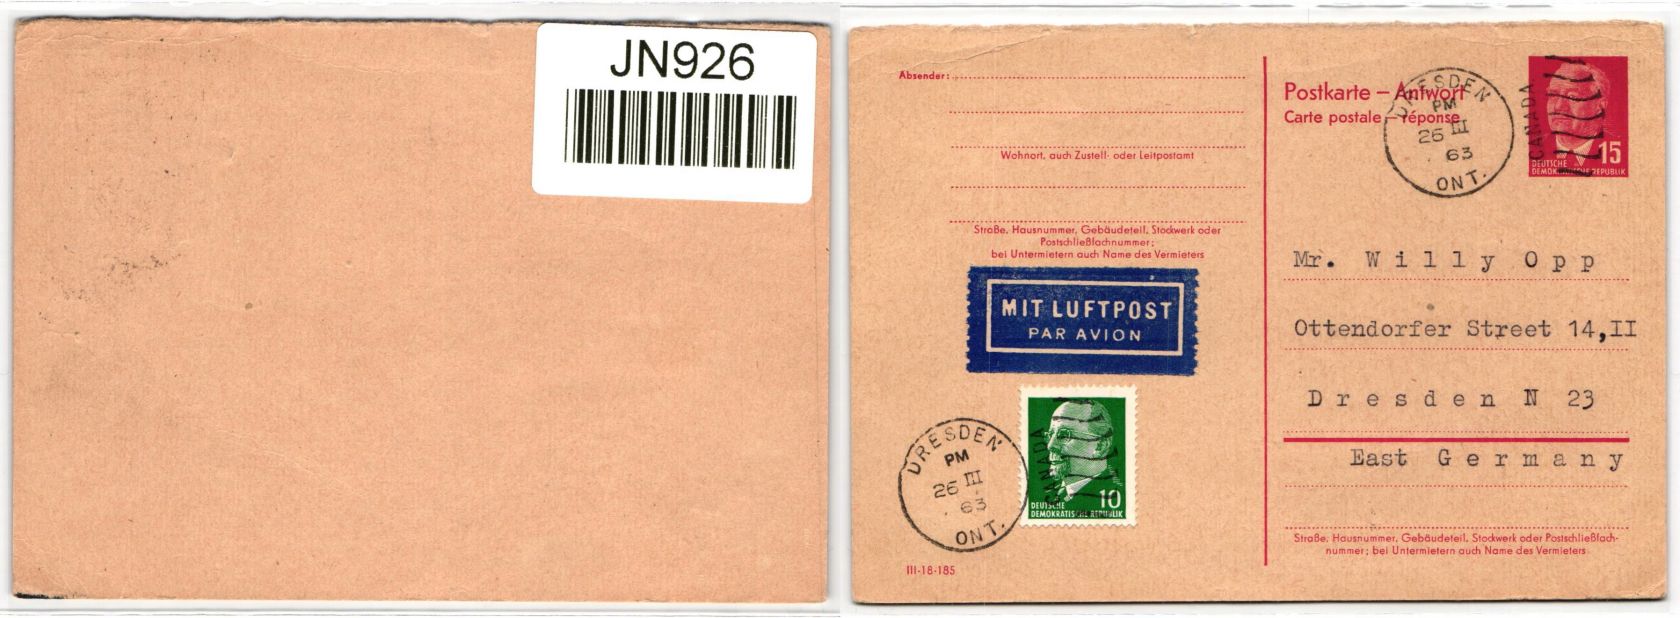 JN926
Absender:
Wohnort, auch Zustell- oder Leitpostamt
Straße, Hausnummer, Gebäudeteil, Stockwerk oder
Postschließfachnummer;
bei Untermietern auch Name des Vermieters
MIT LUFTPOST
PAR AVION
DRESDEN
PM
26 III
63
ONT.
CANADA
10
DEUTSCHE
DEMOKRATISCHE REPUBLIK
III-18-185
Postkarte – Antwort
Carte postale – réponse
DRESDEN
PM
26 III
63
ONT.
CANADA
15
DEUTSCHE
DEMOKRATISCHE REPUBLIK
Mr. Willy Opp
Ottendorfer Street 14,II
Dresden N 23
East Germany
Straße, Hausnummer, Gebäudeteil, Stockwerk oder Postschließfach-
nummer; bei Untermietern auch Name des Vermieters